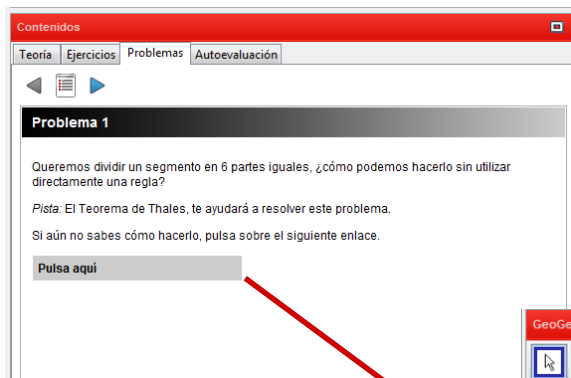 Contenidos
Teoría Ejercicios Problemas Autoevaluación
Problema 1
Queremos dividir un segmento en 6 partes iguales, ¿cómo podemos hacerlo sin utilizar
directamente una regla?
Pista: El Teorema de Thales, te ayudará a resolver este problema.
Si aún no sabes cómo hacerlo, pulsa sobre el siguiente enlace.
Pulsa aquí
GeoGe